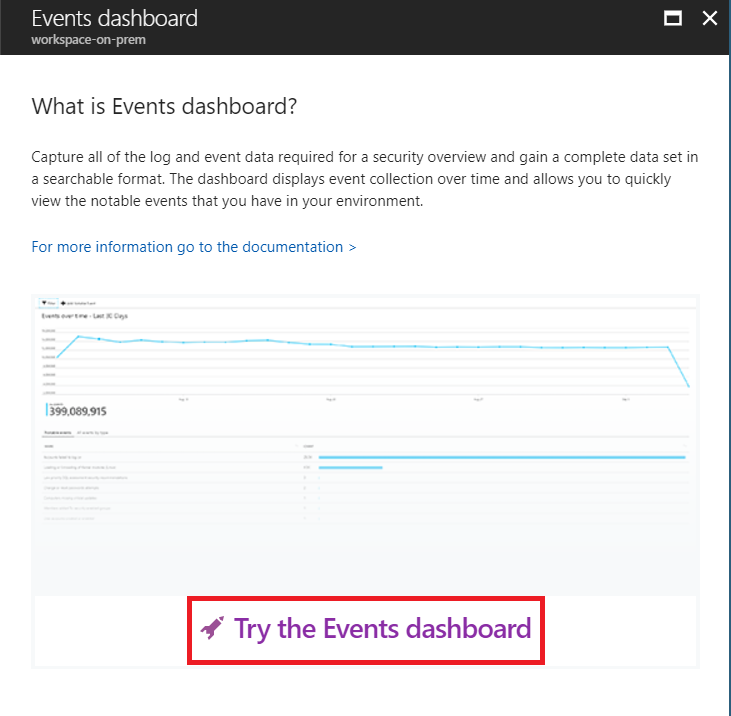 Events dashboard
workspace-on-prem
What is Events dashboard?
Capture all of the log and event data required for a security overview and gain a complete data set in
a searchable format. The dashboard displays event collection over time and allows you to quickly
view the notable events that you have in your environment.
For more information go to the documentation >
Events over time - Last 30 Days
399,089,915
Try the Events dashboard